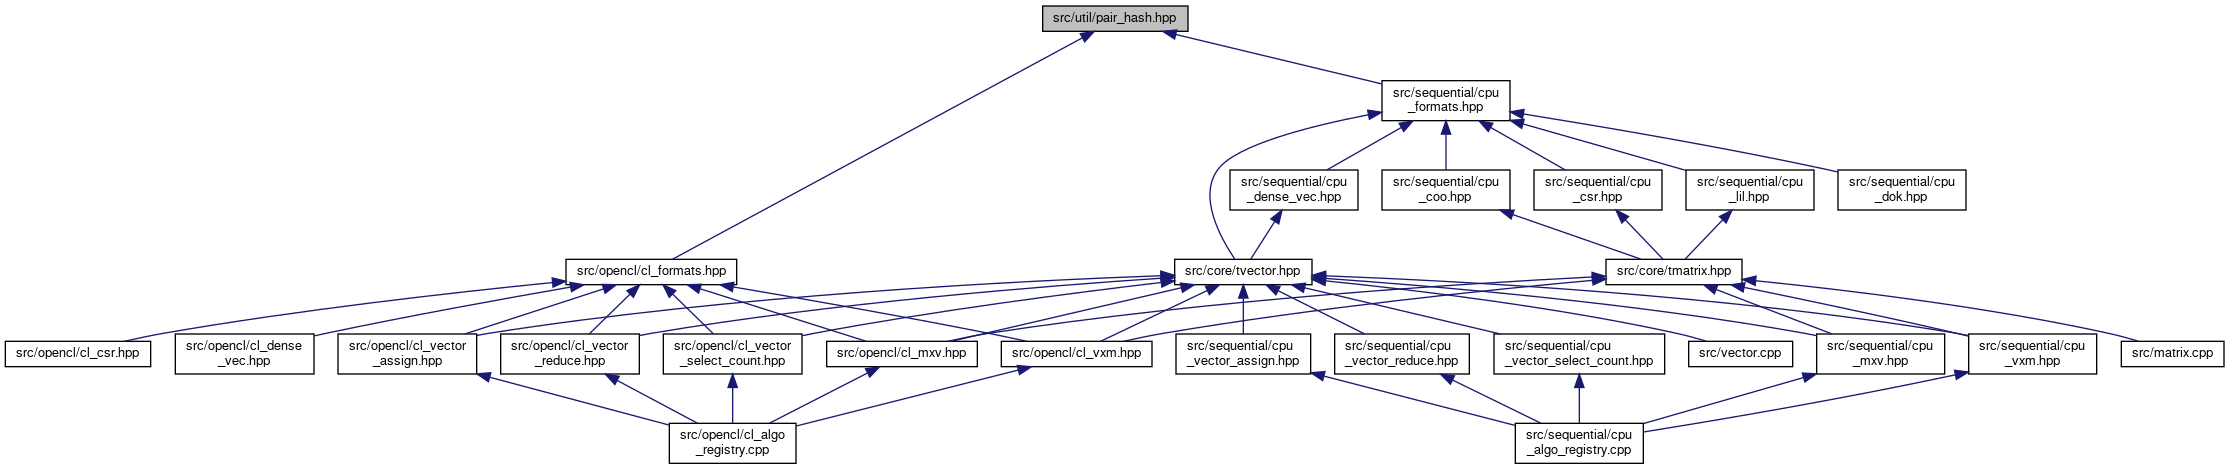 src/util/pair_hash.hpp
src/sequential/cpu
_formats.hpp
src/sequential/cpu
_dense_vec.hpp
src/sequential/cpu
_coo.hpp
src/sequential/cpu
_csr.hpp
src/sequential/cpu
_lil.hpp
src/sequential/cpu
_dok.hpp
src/opencl/cl_formats.hpp
src/core/tvector.hpp
src/core/tmatrix.hpp
src/opencl/cl_csr.hpp
src/opencl/cl_dense
_vec.hpp
src/opencl/cl_vector
_assign.hpp
src/opencl/cl_vector
_reduce.hpp
src/opencl/cl_vector
_select_count.hpp
src/opencl/cl_mxv.hpp
src/opencl/cl_vxm.hpp
src/sequential/cpu
_vector_assign.hpp
src/sequential/cpu
_vector_reduce.hpp
src/sequential/cpu
_vector_select_count.hpp
src/vector.cpp
src/sequential/cpu
_mxv.hpp
src/sequential/cpu
_vxm.hpp
src/matrix.cpp
src/opencl/cl_algo
_registry.cpp
src/sequential/cpu
_algo_registry.cpp